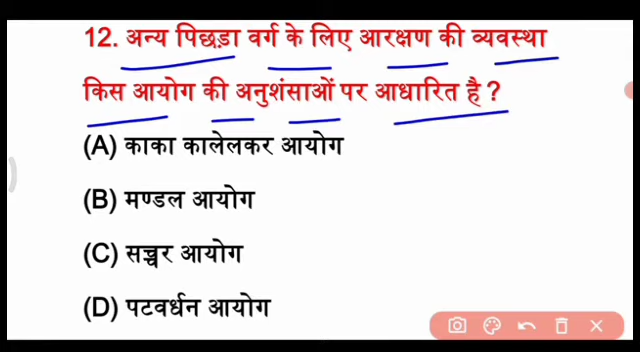 12. अन्य पिछड़ा वर्ग के लिए आरक्षण की व्यवस्था
किस आयोग की अनुशंसाओं पर आधारित है ?
(A) काका कालेलकर आयोग
(B) मण्डल आयोग
(C) सच्चर आयोग
(D) पटवर्धन आयोग